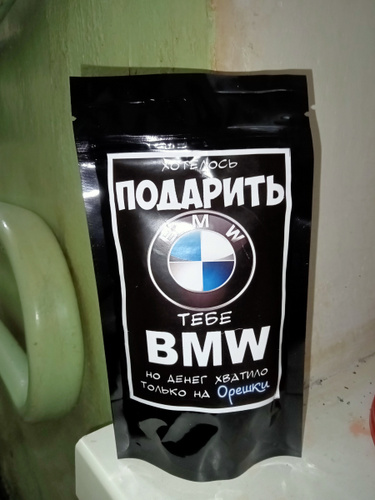 ХОТЕЛОСЬ
ПОДАРИТЬ
BMW
ТЕБЕ
BMW
НО ДЕНЕГ ХВАТИЛО
ТОЛЬКО НА Орешки